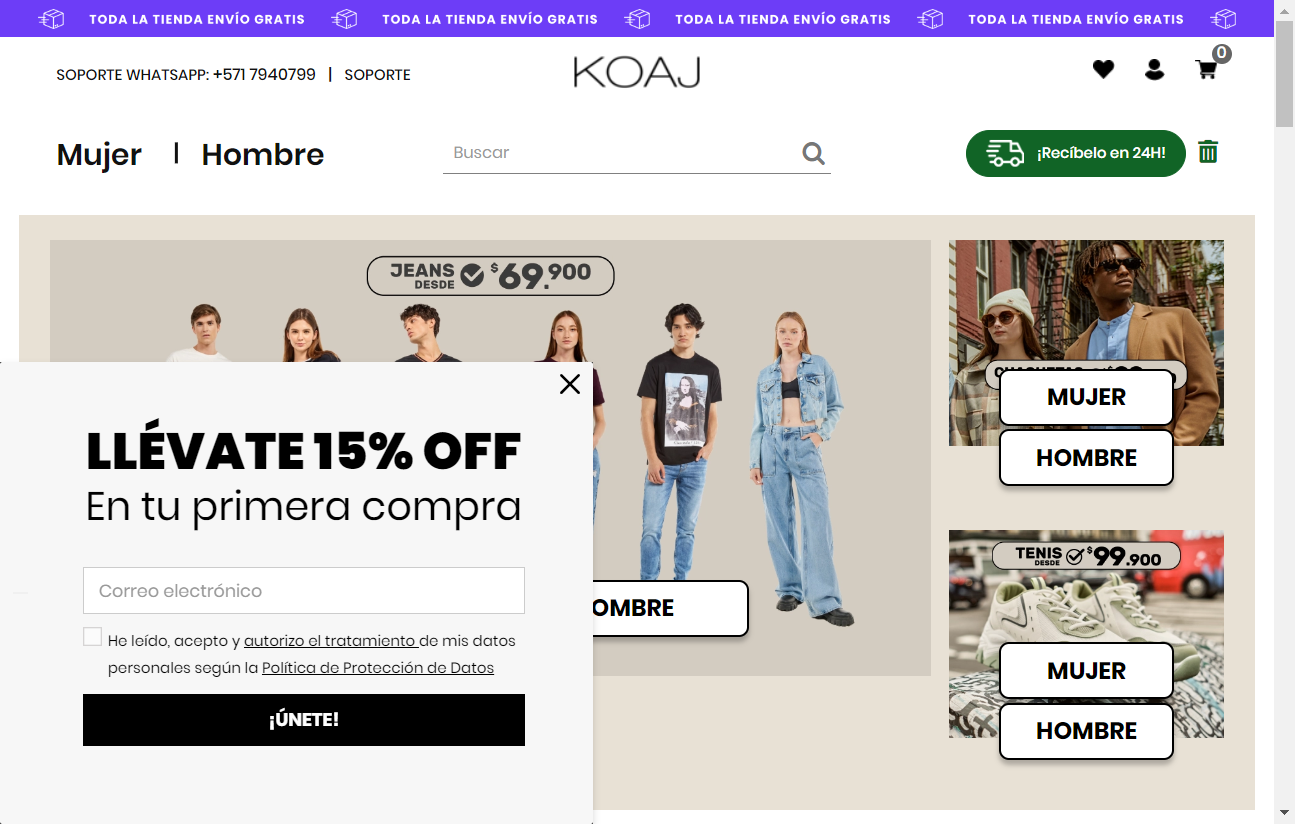 TODA LA TIENDA ENVÍO GRATIS TODA LA TIENDA ENVÍO GRATIS TODA LA TIENDA ENVÍO GRATIS TODA LA TIENDA ENVÍO GRATIS
SOPORTE WHATSAPP: +571 7940799 | SOPORTE
KOAJ
0
Mujer | Hombre
Buscar
¡Recíbelo en 24H!
JEANS DESDE $69.900
MUJER
HOMBRE
LLÉVATE 15% OFF
En tu primera compra
Correo electrónico
He leído, acepto y autorizo el tratamiento de mis datos
personales según la Política de Protección de Datos
¡ÚNETE!
OMBRE
TENIS DESDE $99.900
MUJER
HOMBRE